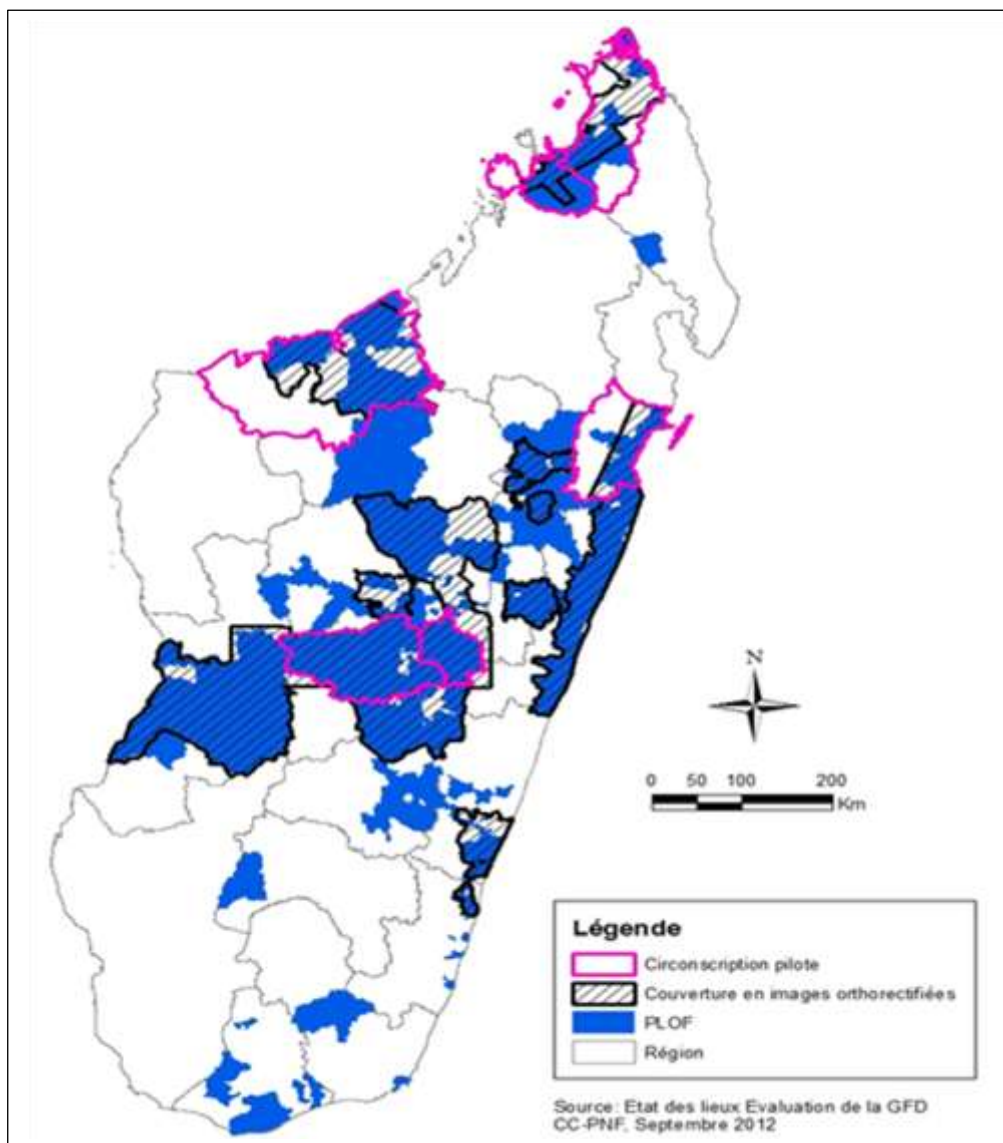 N
0 50 100 200
Km
Légende
Circonscription pilote
Couverture en images orthorectifiées
PLOF
Région
Source: Etat des lieux Evaluation de la GFD
CC-PNF, Septembre 2012